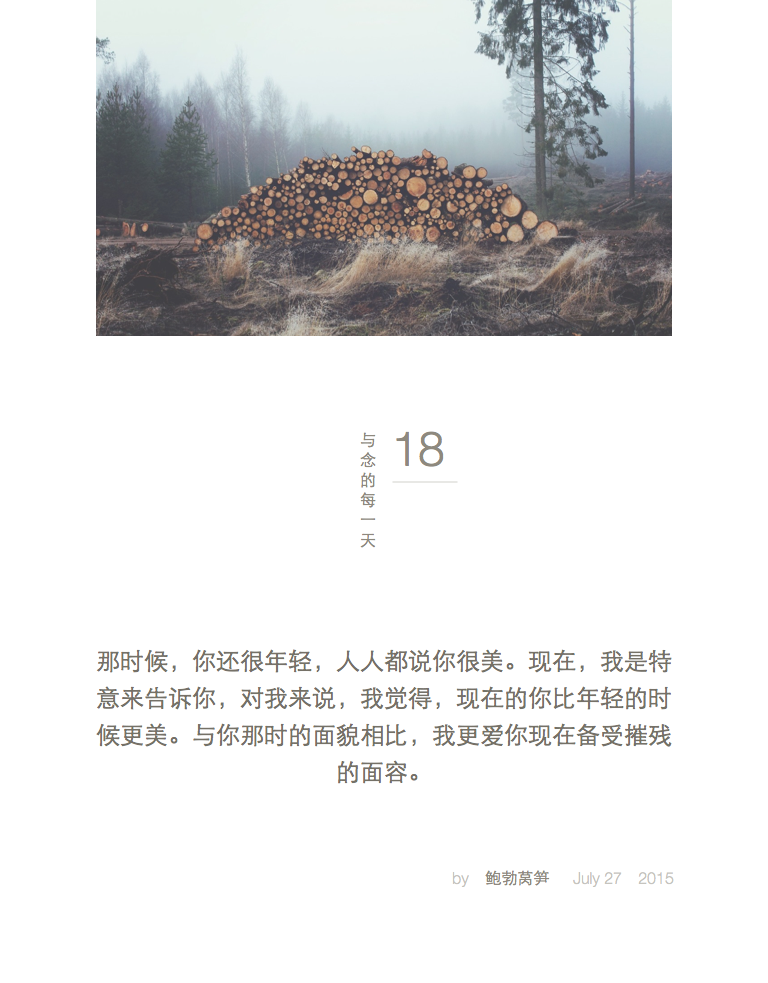 与念的每一天
18
那时候，你还很年轻，人人都说你很美。现在，我是特
意来告诉你，对我来说，我觉得，现在的你比年轻的时
候更美。与你那时的面貌相比，我更爱你现在备受摧残
的面容。
by 鲍勃莴笋 July 27 2015